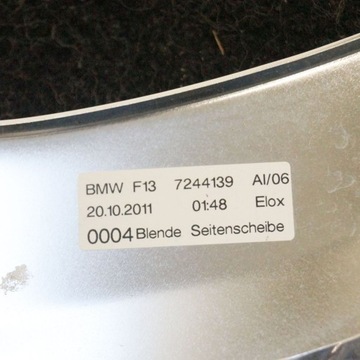 BMW F13 7244139 AI/06
20.10.2011 01:48 Elox
0004 Blende Seitenscheibe